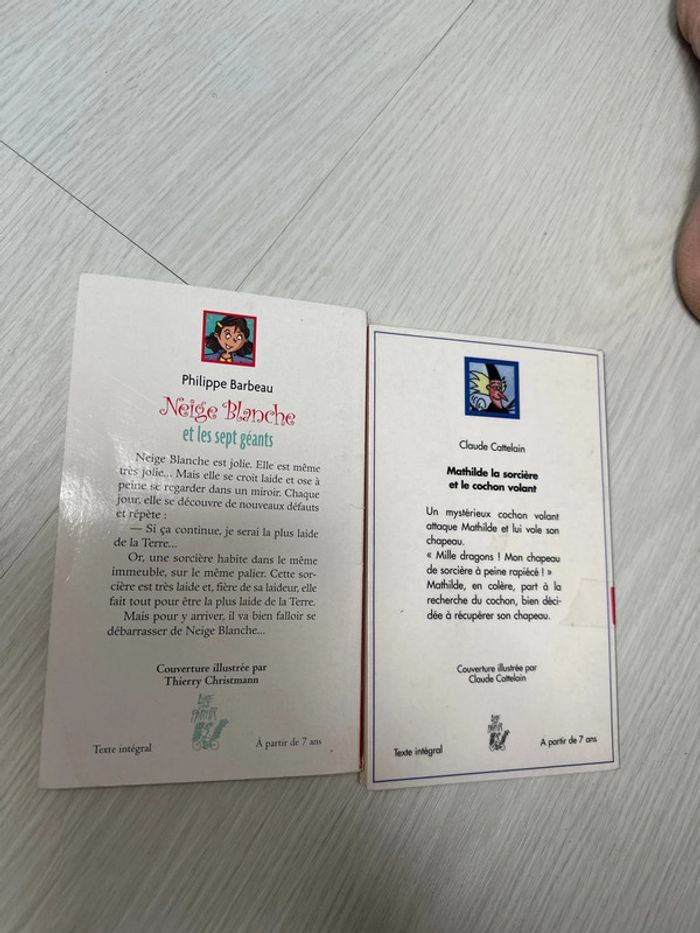 Philippe Barbeau
Neige Blanche
et les sept géants
Neige Blanche est jolie. Elle est même
très jolie... Mais elle se croit laide et ose à
peine se regarder dans un miroir. Chaque
jour, elle se découvre de nouveaux défauts
et répète :
— Si ça continue, je serai la plus laide
de la Terre...
Or, une sorcière habite dans le même
immeuble, sur le même palier. Cette sor-
cière est très laide et, fière de sa laideur, elle
fait tout pour être la plus laide de la Terre.
Mais pour y arriver, il va bien falloir se
débarrasser de Neige Blanche...
Couverture illustrée par
Thierry Christmann
LIRE
POUR
PARTIR
Texte intégral
À partir de 7 ans
Claude Cattelain
Mathilde la sorcière
et le cochon volant
Un mystérieux cochon volant
attaque Mathilde et lui vole son
chapeau.
« Mille dragons ! Mon chapeau
de sorcière à peine rapiécé ! »
Mathilde, en colère, part à la
recherche du cochon, bien déci-
dée à récupérer son chapeau.
Couverture illustrée par
Claude Cattelain
LIRE
POUR
PARTIR
Texte intégral
A partir de 7 ans